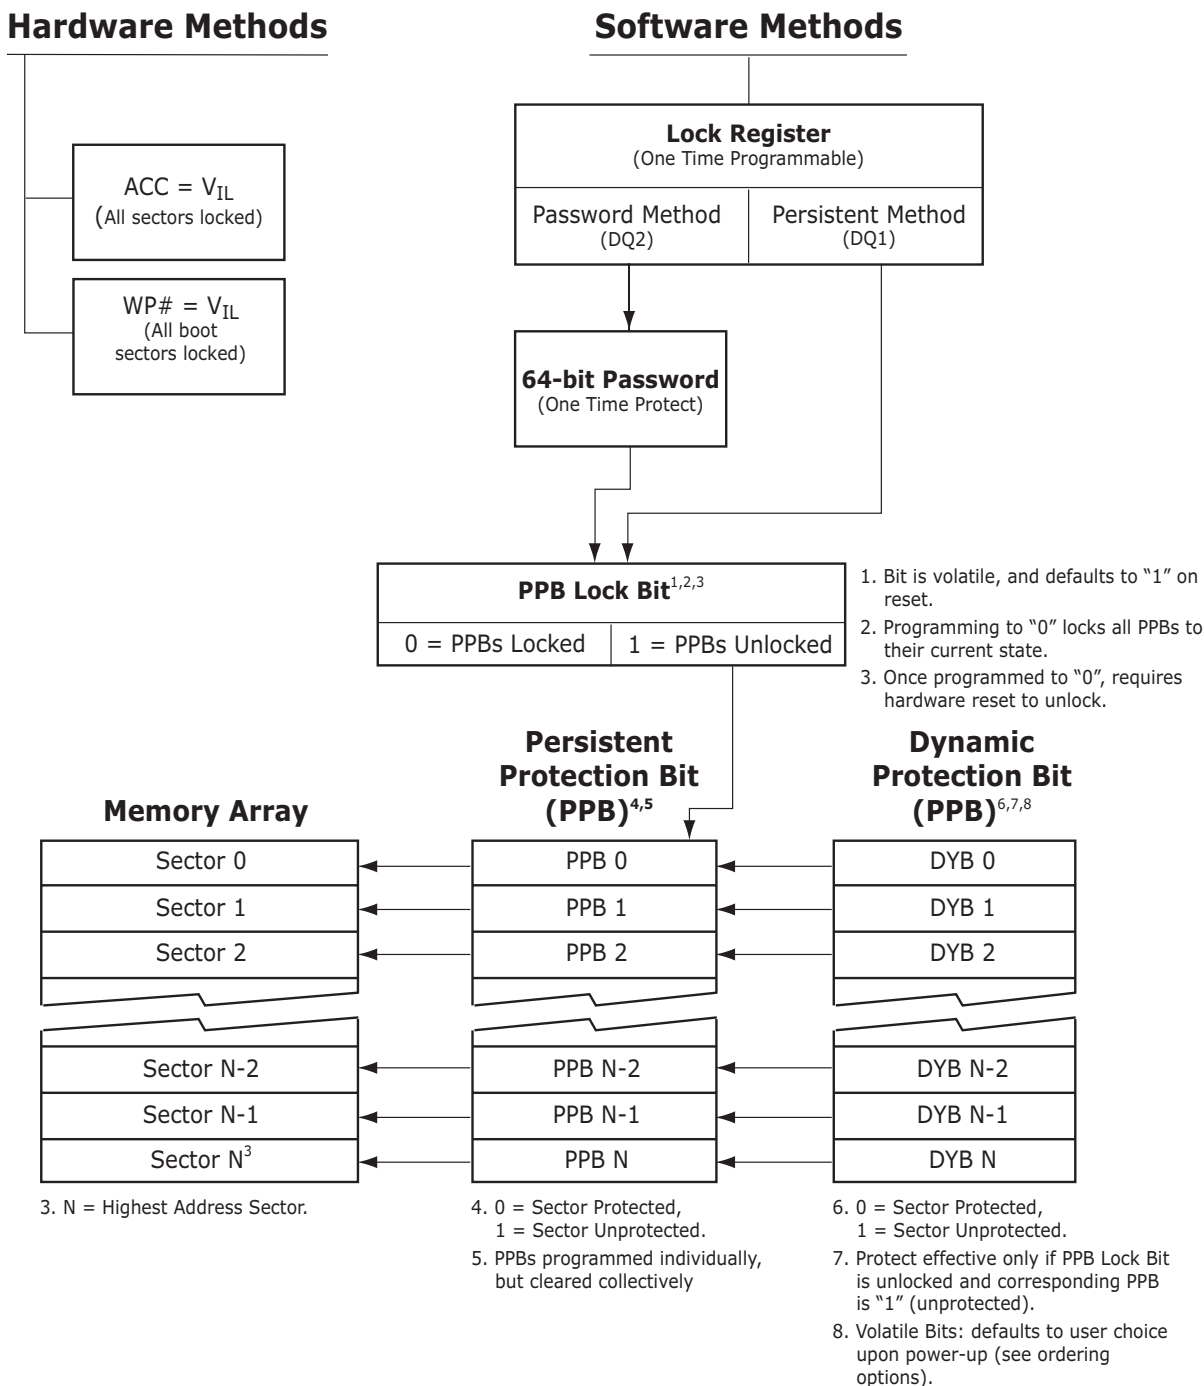 Hardware Methods
Software Methods
ACC = VIL
(All sectors locked)
WP# = VIL
(All boot
sectors locked)
Lock Register
(One Time Programmable)
Password Method
(DQ2)
Persistent Method
(DQ1)
64-bit Password
(One Time Protect)
PPB Lock Bit1,2,3
0 = PPBs Locked
1 = PPBs Unlocked
1. Bit is volatile, and defaults to “1” on
reset.
2. Programming to “0” locks all PPBs to
their current state.
3. Once programmed to “0”, requires
hardware reset to unlock.
Memory Array
Persistent
Protection Bit
(PPB)4,5
Dynamic
Protection Bit
(PPB)6,7,8
Sector 0
PPB 0
DYB 0
Sector 1
PPB 1
DYB 1
Sector 2
PPB 2
DYB 2
Sector N-2
PPB N-2
DYB N-2
Sector N-1
PPB N-1
DYB N-1
Sector N3
PPB N
DYB N
3. N = Highest Address Sector.
4. 0 = Sector Protected,
1 = Sector Unprotected.
5. PPBs programmed individually,
but cleared collectively
6. 0 = Sector Protected,
1 = Sector Unprotected.
7. Protect effective only if PPB Lock Bit
is unlocked and corresponding PPB
is “1” (unprotected).
8. Volatile Bits: defaults to user choice
upon power-up (see ordering
options).